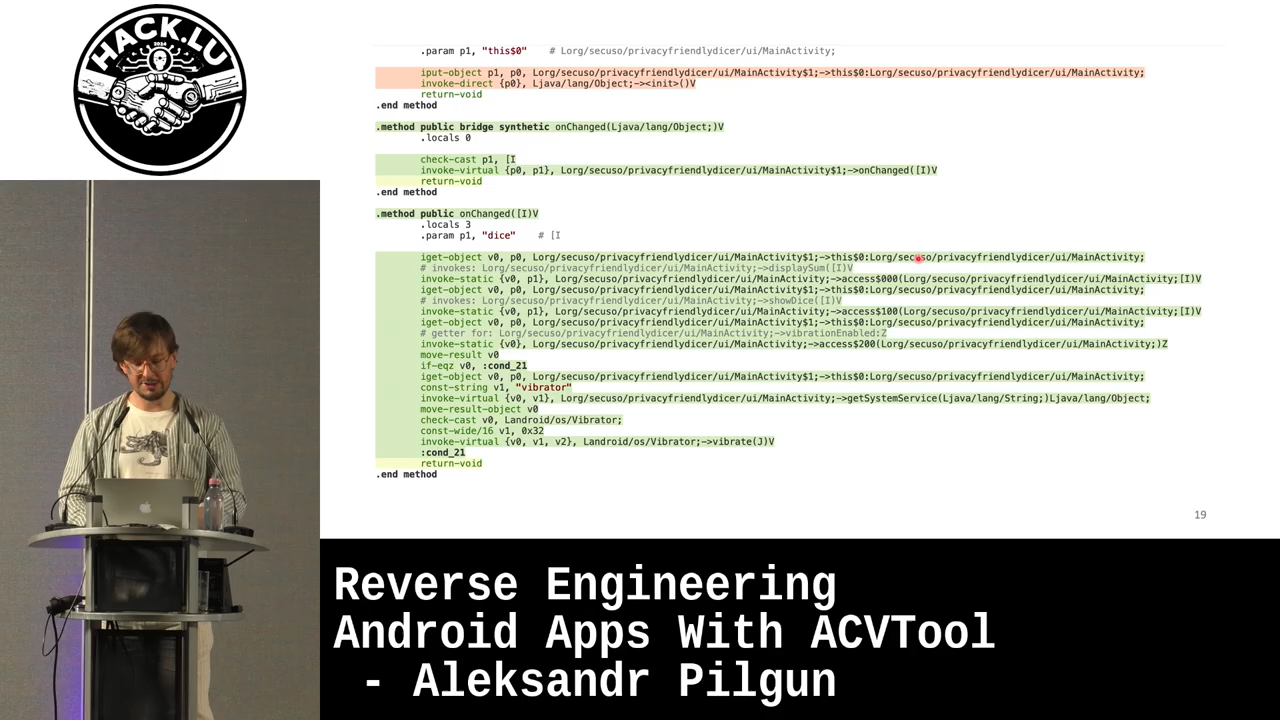 HACK.LU
2024
.param p1, "this$0"    # Lorg/secuso/privacyfriendlydicer/ui/MainActivity;
iput-object p1, p0, Lorg/secuso/privacyfriendlydicer/ui/MainActivity$1;->this$0:Lorg/secuso/privacyfriendlydicer/ui/MainActivity;
invoke-direct {p0}, Ljava/lang/Object;-><init>()V
return-void
.end method
.method public bridge synthetic onChanged(Ljava/lang/Object;)V
.locals 0
check-cast p1, [I
invoke-virtual {p0, p1}, Lorg/secuso/privacyfriendlydicer/ui/MainActivity$1;->onChanged([I)V
return-void
.end method
.method public onChanged([I)V
.locals 3
.param p1, "dice"    # [I
iget-object v0, p0, Lorg/secuso/privacyfriendlydicer/ui/MainActivity$1;->this$0:Lorg/secuso/privacyfriendlydicer/ui/MainActivity;
# invokes: Lorg/secuso/privacyfriendlydicer/ui/MainActivity;->displaySum([I)V
invoke-static {v0, p1}, Lorg/secuso/privacyfriendlydicer/ui/MainActivity;->access$000(Lorg/secuso/privacyfriendlydicer/ui/MainActivity;[I)V
iget-object v0, p0, Lorg/secuso/privacyfriendlydicer/ui/MainActivity$1;->this$0:Lorg/secuso/privacyfriendlydicer/ui/MainActivity;
# invokes: Lorg/secuso/privacyfriendlydicer/ui/MainActivity;->showDice([I)V
invoke-static {v0, p1}, Lorg/secuso/privacyfriendlydicer/ui/MainActivity;->access$100(Lorg/secuso/privacyfriendlydicer/ui/MainActivity;[I)V
iget-object v0, p0, Lorg/secuso/privacyfriendlydicer/ui/MainActivity$1;->this$0:Lorg/secuso/privacyfriendlydicer/ui/MainActivity;
# getter for: Lorg/secuso/privacyfriendlydicer/ui/MainActivity;->vibrationEnabled:Z
invoke-static {v0}, Lorg/secuso/privacyfriendlydicer/ui/MainActivity;->access$200(Lorg/secuso/privacyfriendlydicer/ui/MainActivity;)Z
move-result v0
if-eqz v0, :cond_21
iget-object v0, p0, Lorg/secuso/privacyfriendlydicer/ui/MainActivity$1;->this$0:Lorg/secuso/privacyfriendlydicer/ui/MainActivity;
const-string v1, "vibrator"
invoke-virtual {v0, v1}, Lorg/secuso/privacyfriendlydicer/ui/MainActivity;->getSystemService(Ljava/lang/String;)Ljava/lang/Object;
move-result-object v0
check-cast v0, Landroid/os/Vibrator;
const-wide/16 v1, 0x32
invoke-virtual {v0, v1, v2}, Landroid/os/Vibrator;->vibrate(J)V
:cond_21
return-void
.end method
19
Reverse Engineering
Android Apps With ACVTool
- Aleksandr Pilgun